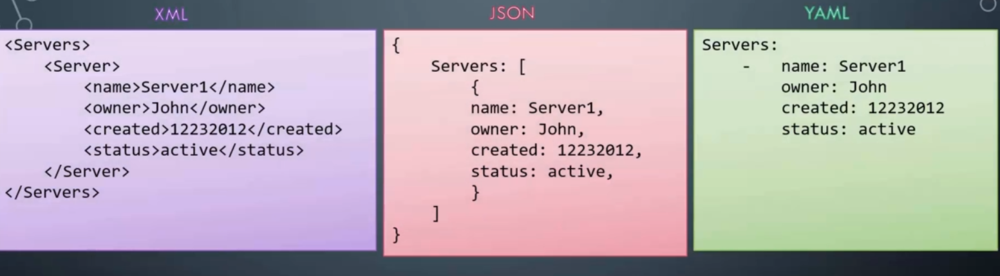 XML
<Servers>
    <Server>
        <name>Server1</name>
        <owner>John</owner>
        <created>12232012</created>
        <status>active</status>
    </Server>
</Servers>
JSON
{
    Servers: [
        {
        name: Server1,
        owner: John,
        created: 12232012,
        status: active,
        }
    ]
}
YAML
Servers:
    -   name: Server1
        owner: John
        created: 12232012
        status: active